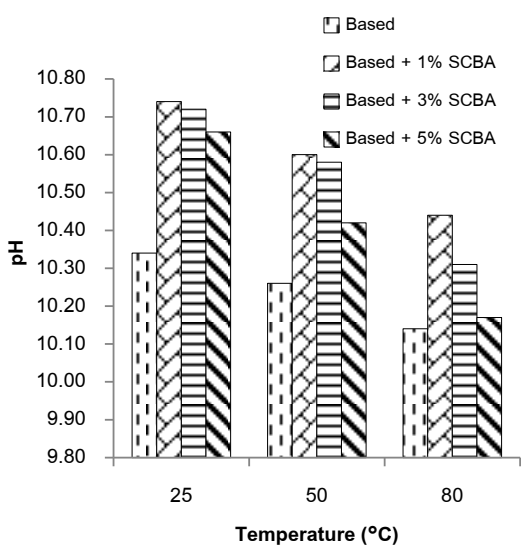 Based
Based + 1% SCBA
Based + 3% SCBA
Based + 5% SCBA
10.80
10.70
10.60
10.50
10.40
10.30
10.20
10.10
10.00
9.90
9.80
pH
25 50 80
Temperature (°C)